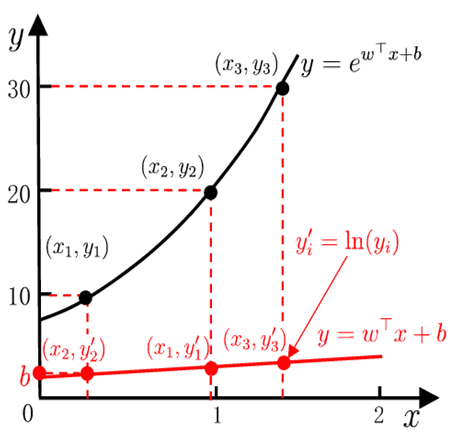 y
(x₃, y₃)
y = e^{w^⊤x+b}
30
(x₂, y₂)
20
(x₁, y₁)
y′ᵢ = ln(yᵢ)
10
(x₂, y′₂)
(x₁, y′₁)
(x₃, y′₃)
y = w^⊤x + b
b
0
1
2
x